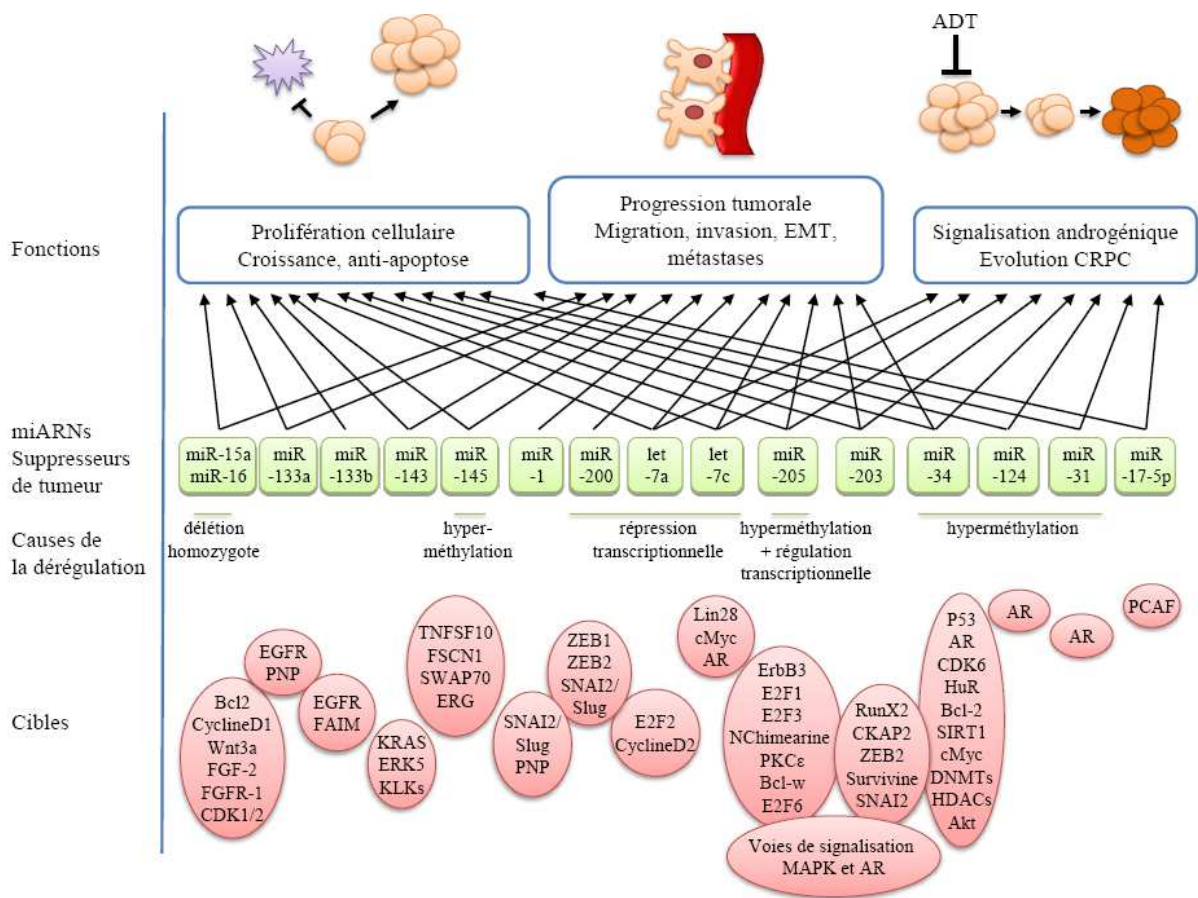 ADT
Fonctions
Prolifération cellulaire
Croissance, anti-apoptose
Progression tumorale
Migration, invasion, EMT,
métastases
Signalisation androgénique
Evolution CRPC
miARNs
Suppresseurs
de tumeur
miR-15a
miR-16
miR
-133a
miR
-133b
miR
-143
miR
-145
miR
-1
miR
-200
let
-7a
let
-7c
miR
-205
miR
-203
miR
-34
miR
-124
miR
-31
miR
-17-5p
Causes de
la dérégulation
délétion
homozygote
hyper-
méthylation
répression
transcriptionnelle
hyperméthylation
+ régulation
transcriptionnelle
hyperméthylation
Cibles
Bcl2
CyclineD1
Wnt3a
FGF-2
FGFR-1
CDK1/2
EGFR
PNP
EGFR
FAIM
KRAS
ERK5
KLKs
TNFSF10
FSCN1
SWAP70
ERG
SNAI2/
Slug
PNP
ZEB1
ZEB2
SNAI2/
Slug
E2F2
CyclineD2
Lin28
cMyc
AR
ErbB3
E2F1
E2F3
NChimearine
PKCε
Bcl-w
E2F6
RunX2
CKAP2
ZEB2
Survivine
SNAI2
Voies de signalisation
MAPK et AR
P53
AR
CDK6
HuR
Bcl-2
SIRT1
cMyc
DNMTs
HDACs
Akt
AR
AR
PCAF